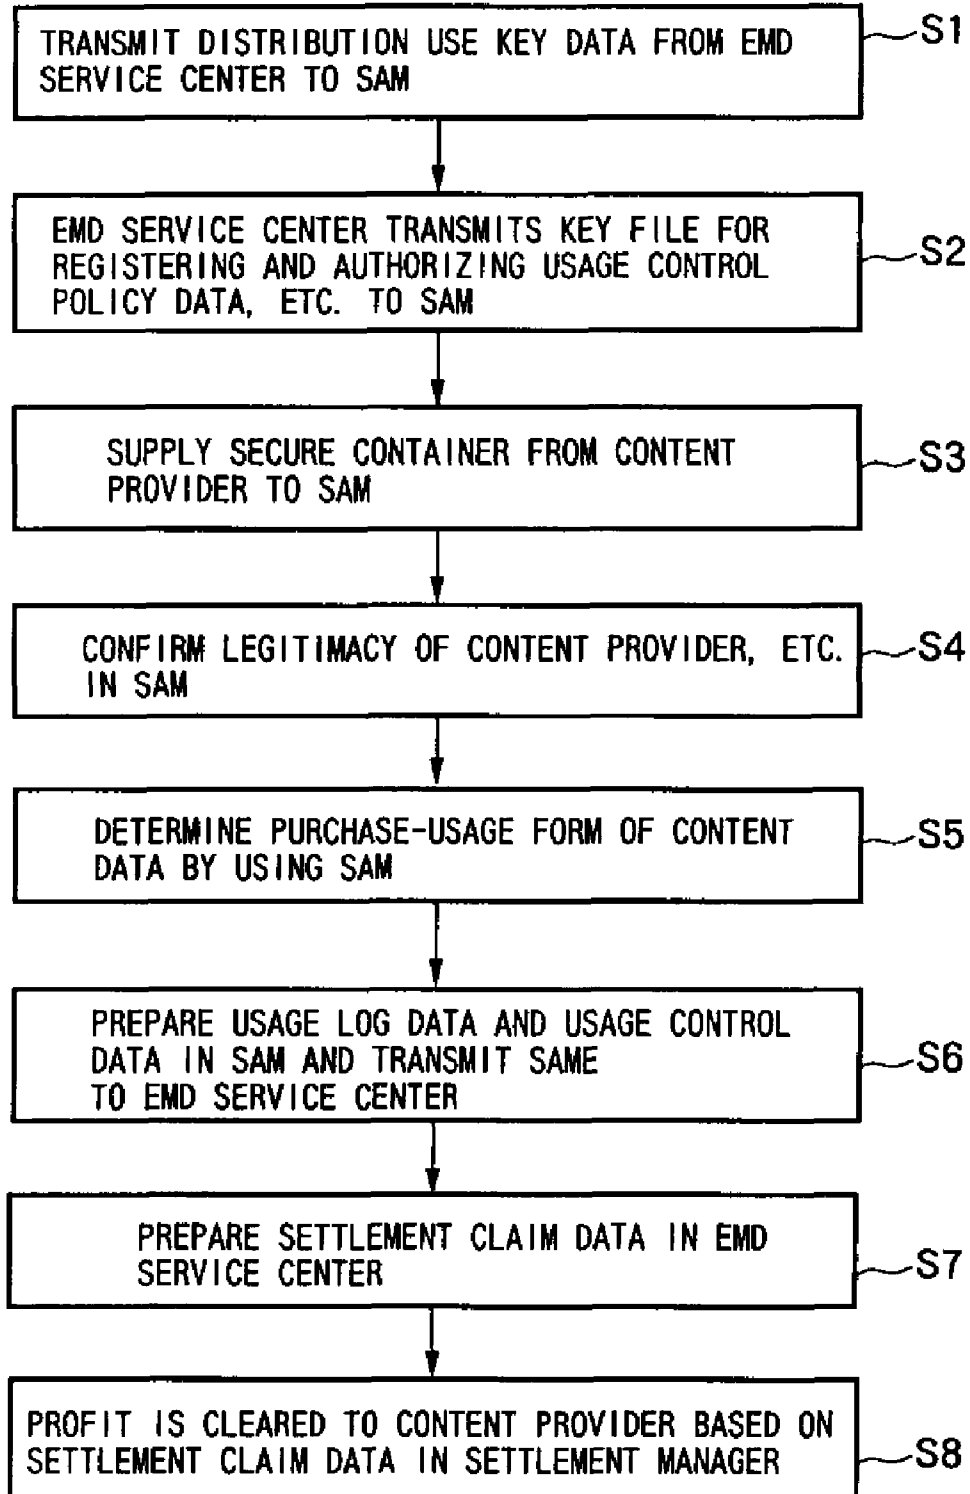 TRANSMIT DISTRIBUTION USE KEY DATA FROM EMD
SERVICE CENTER TO SAM
S1
EMD SERVICE CENTER TRANSMITS KEY FILE FOR
REGISTERING AND AUTHORIZING USAGE CONTROL
POLICY DATA, ETC. TO SAM
S2
SUPPLY SECURE CONTAINER FROM CONTENT
PROVIDER TO SAM
S3
CONFIRM LEGITIMACY OF CONTENT PROVIDER, ETC.
IN SAM
S4
DETERMINE PURCHASE-USAGE FORM OF CONTENT
DATA BY USING SAM
S5
PREPARE USAGE LOG DATA AND USAGE CONTROL
DATA IN SAM AND TRANSMIT SAME
TO EMD SERVICE CENTER
S6
PREPARE SETTLEMENT CLAIM DATA IN EMD
SERVICE CENTER
S7
PROFIT IS CLEARED TO CONTENT PROVIDER BASED ON
SETTLEMENT CLAIM DATA IN SETTLEMENT MANAGER
S8